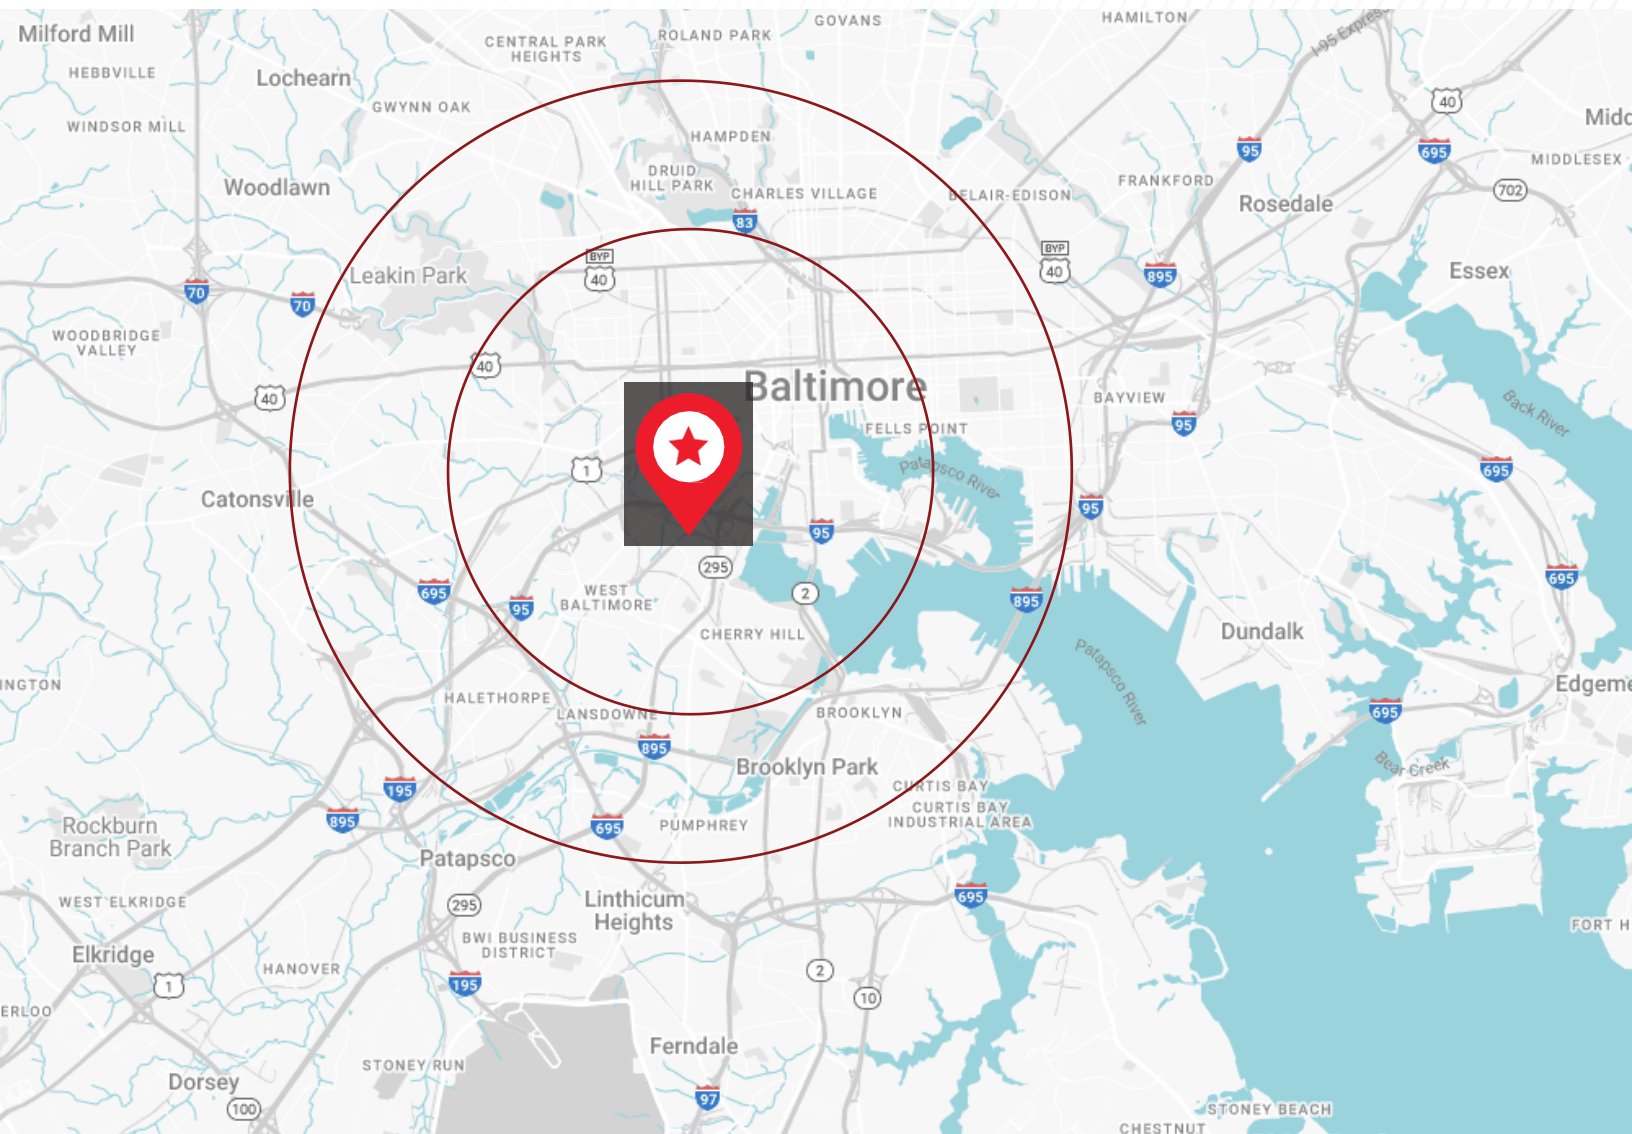 GOVANS
HAMILTON
Milford Mill
ROLAND PARK
I-95 Express
CENTRAL PARK
HEIGHTS
HEBBVILLE
Lochearn
40
GWYNN OAK
Midd
WINDSOR MILL
HAMPDEN
95
695
MIDDLESEX
DRUID
HILL PARK
Woodlawn
CHARLES VILLAGE
BELAIR-EDISON
FRANKFORD
702
Rosedale
83
BYP
40
BYP
40
Leakin Park
895
Essex
70
70
WOODBRIDGE
VALLEY
40
Baltimore
40
BAYVIEW
Back River
FELLS POINT
95
1
Patapsco River
695
Catonsville
95
95
295
695
695
WEST
BALTIMORE
2
895
95
CHERRY HILL
Dundalk
Patapsco River
INGTON
HALETHORPE
Edgeme
LANSDOWNE
BROOKLYN
695
895
Brooklyn Park
Bear Creek
195
CURTIS BAY
895
CURTIS BAY
INDUSTRIAL AREA
Rockburn
Branch Park
695
PUMPHREY
Patapsco
695
WEST ELKRIDGE
295
Linthicum
Heights
FORT H
BWI BUSINESS
DISTRICT
Elkridge
HANOVER
2
195
1
10
ERLOO
Ferndale
STONEY RUN
Dorsey
97
100
STONEY BEACH
CHESTNUT